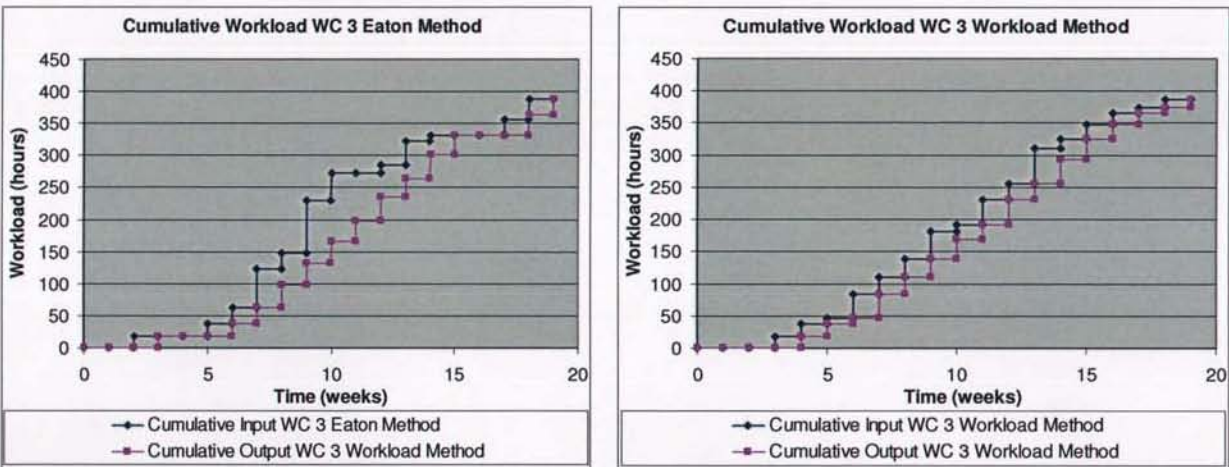 Cumulative Workload WC 3 Eaton Method
450
400
350
300
250
200
150
100
50
0
Workload (hours)
0 5 10 15 20
Time (weeks)
Cumulative Input WC 3 Eaton Method
Cumulative Output WC 3 Workload Method
Cumulative Workload WC 3 Workload Method
450
400
350
300
250
200
150
100
50
0
Workload (hours)
0 5 10 15 20
Time (weeks)
Cumulative Input WC 3 Workload Method
Cumulative Output WC 3 Workload Method